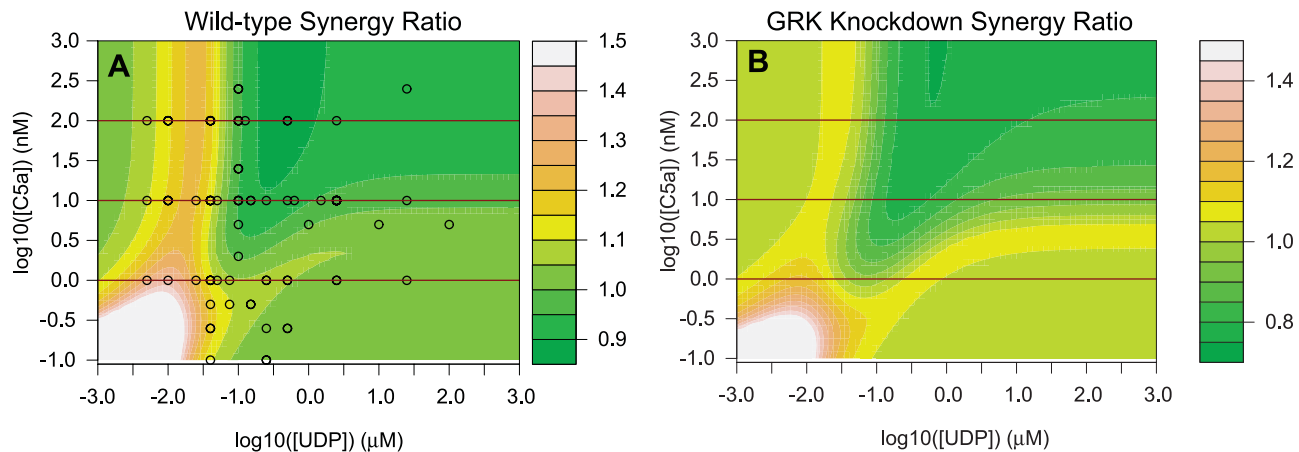 Wild-type Synergy Ratio
GRK Knockdown Synergy Ratio
A
B
log10([C5a]) (nM)
3.0
2.5
2.0
1.5
1.0
0.5
0.0
-0.5
-1.0
-3.0 -2.0 -1.0 0.0 1.0 2.0 3.0
log10([UDP]) (μM)
1.5
1.4
1.3
1.2
1.1
1.0
0.9
log10([C5a]) (nM)
3.0
2.5
2.0
1.5
1.0
0.5
0.0
-0.5
-1.0
-3.0 -2.0 -1.0 0.0 1.0 2.0 3.0
log10([UDP]) (μM)
1.4
1.2
1.0
0.8